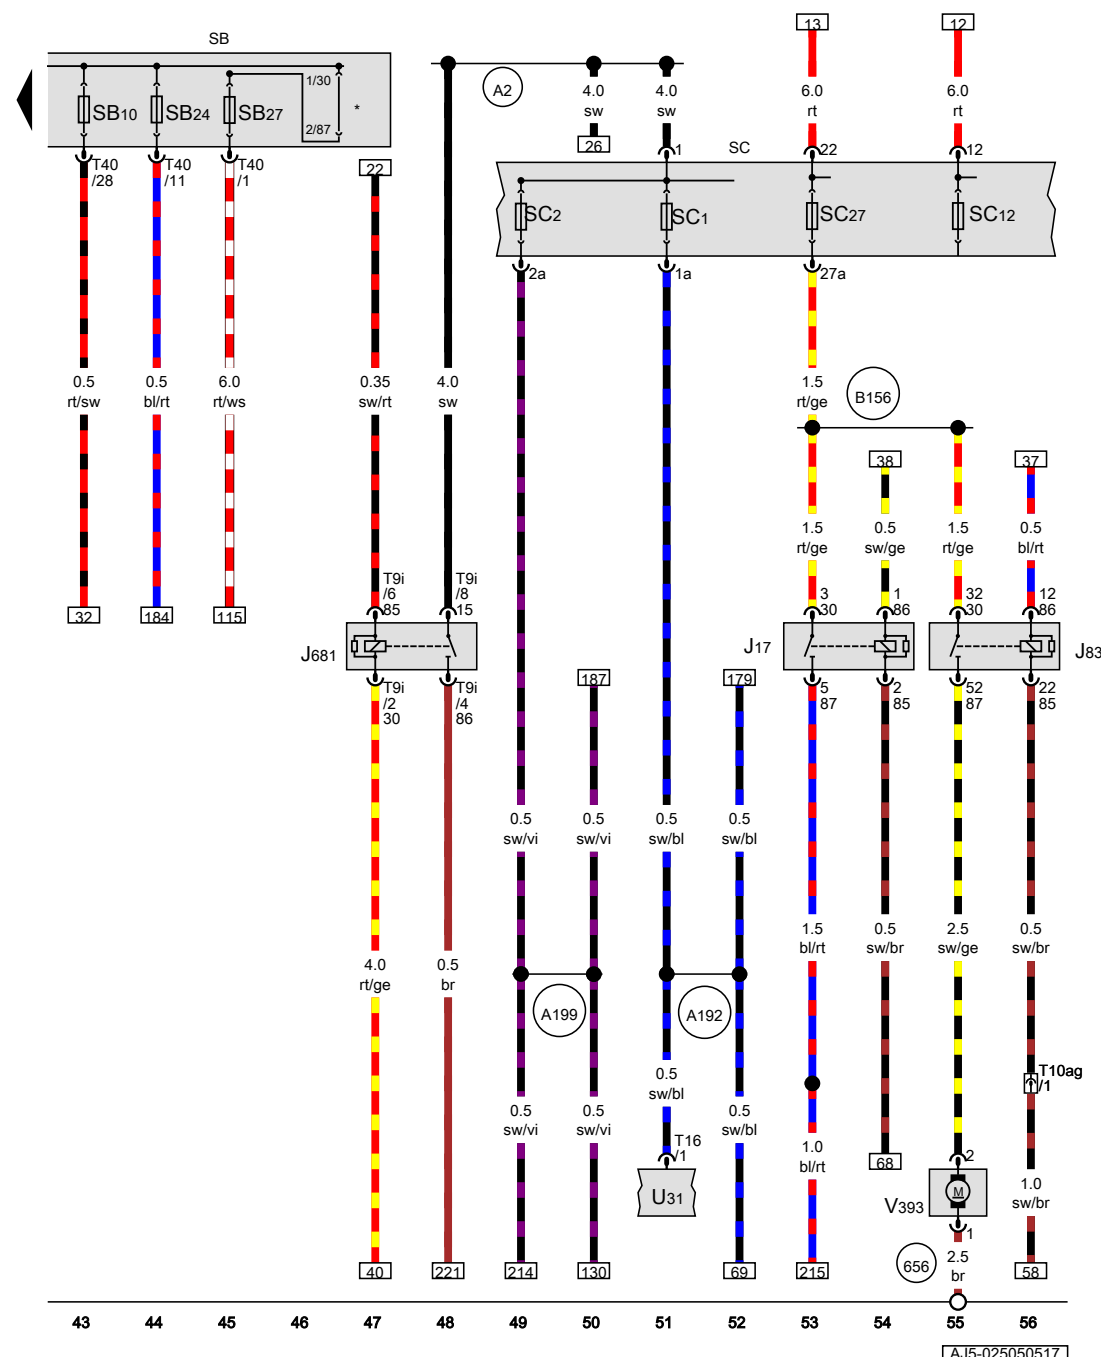 13
12
SB
A2
1/30
2/87
*
SB10
SB24
SB27
4.0
sw
4.0
sw
6.0
rt
6.0
rt
26
1
SC
22
12
T40
/28
T40
/11
T40
/1
22
SC2
SC1
SC27
SC12
2a
1a
27a
0.5
rt/sw
0.5
bl/rt
6.0
rt/ws
0.35
sw/rt
4.0
sw
1.5
rt/ge
B156
38
37
1.5
rt/ge
0.5
sw/ge
1.5
rt/ge
0.5
bl/rt
T9i
/6
85
T9i
/8
15
3
30
1
86
32
30
12
86
32
184
115
J681
J17
J83
T9i
/2
30
T9i
/4
86
187
179
5
87
2
85
52
87
22
85
0.5
sw/vi
0.5
sw/vi
0.5
sw/bl
0.5
sw/bl
1.5
bl/rt
0.5
sw/br
2.5
sw/ge
0.5
sw/br
4.0
rt/ge
0.5
br
A199
A192
0.5
sw/bl
T10ag
/1
0.5
sw/vi
0.5
sw/vi
0.5
sw/bl
T16
/1
1.0
bl/rt
68
2
U31
V393
M
1.0
sw/br
1
656
2.5
br
40
221
214
130
69
215
58
43 44 45 46 47 48 49 50 51 52 53 54 55 56
AJ5-025050517